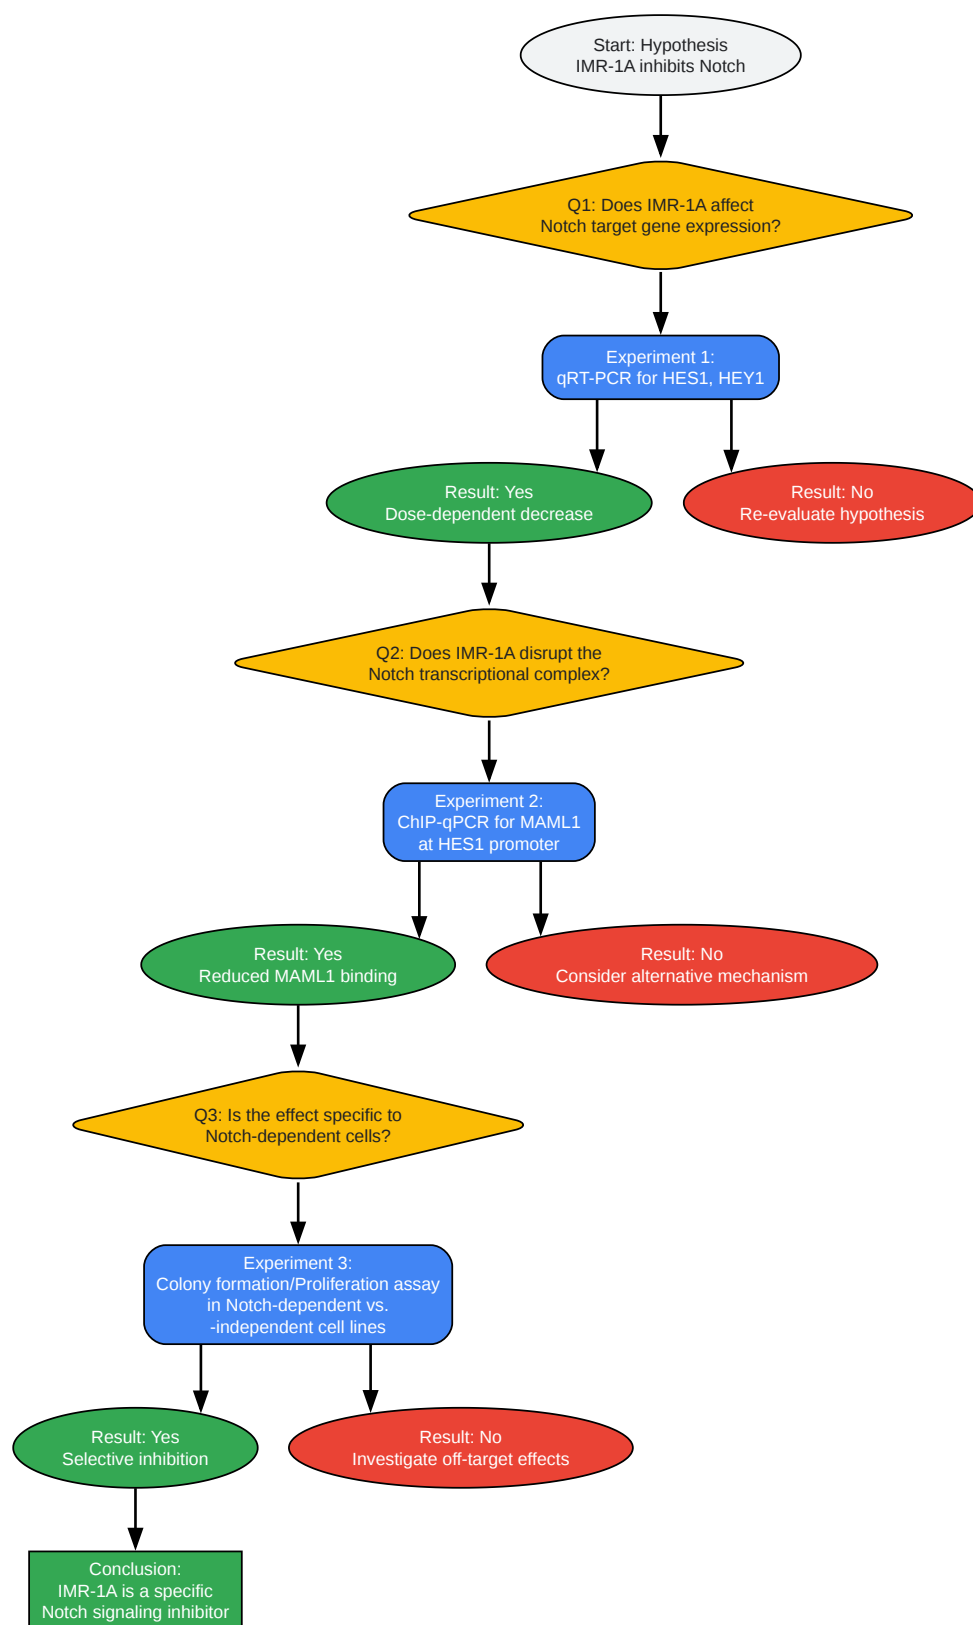 Start: Hypothesis
IMR-1A inhibits Notch
Q1: Does IMR-1A affect
Notch target gene expression?
Experiment 1:
qRT-PCR for HES1, HEY1
Result: Yes
Dose-dependent decrease
Result: No
Re-evaluate hypothesis
Q2: Does IMR-1A disrupt the
Notch transcriptional complex?
Experiment 2:
ChIP-qPCR for MAML1
at HES1 promoter
Result: Yes
Reduced MAML1 binding
Result: No
Consider alternative mechanism
Q3: Is the effect specific to
Notch-dependent cells?
Experiment 3:
Colony formation/Proliferation assay
in Notch-dependent vs.
-independent cell lines
Result: Yes
Selective inhibition
Result: No
Investigate off-target effects
Conclusion:
IMR-1A is a specific
Notch signaling inhibitor